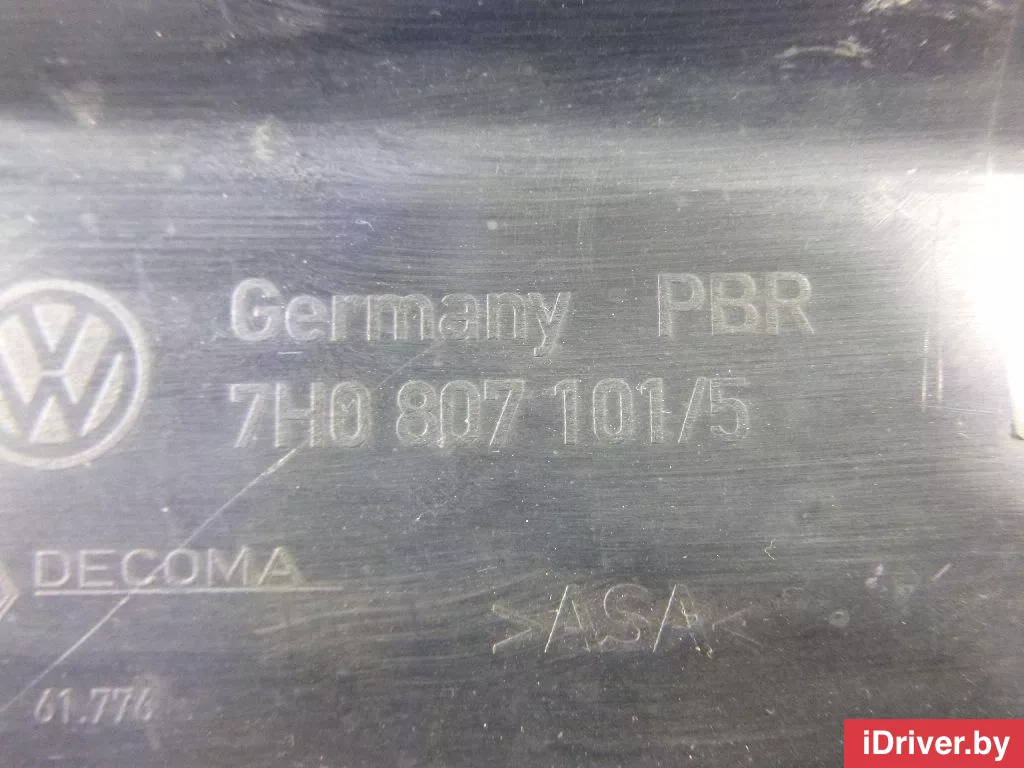 Germany PBR
7H0 807 101/5
DECOMA
>ASA<
61.776
iDriver.by